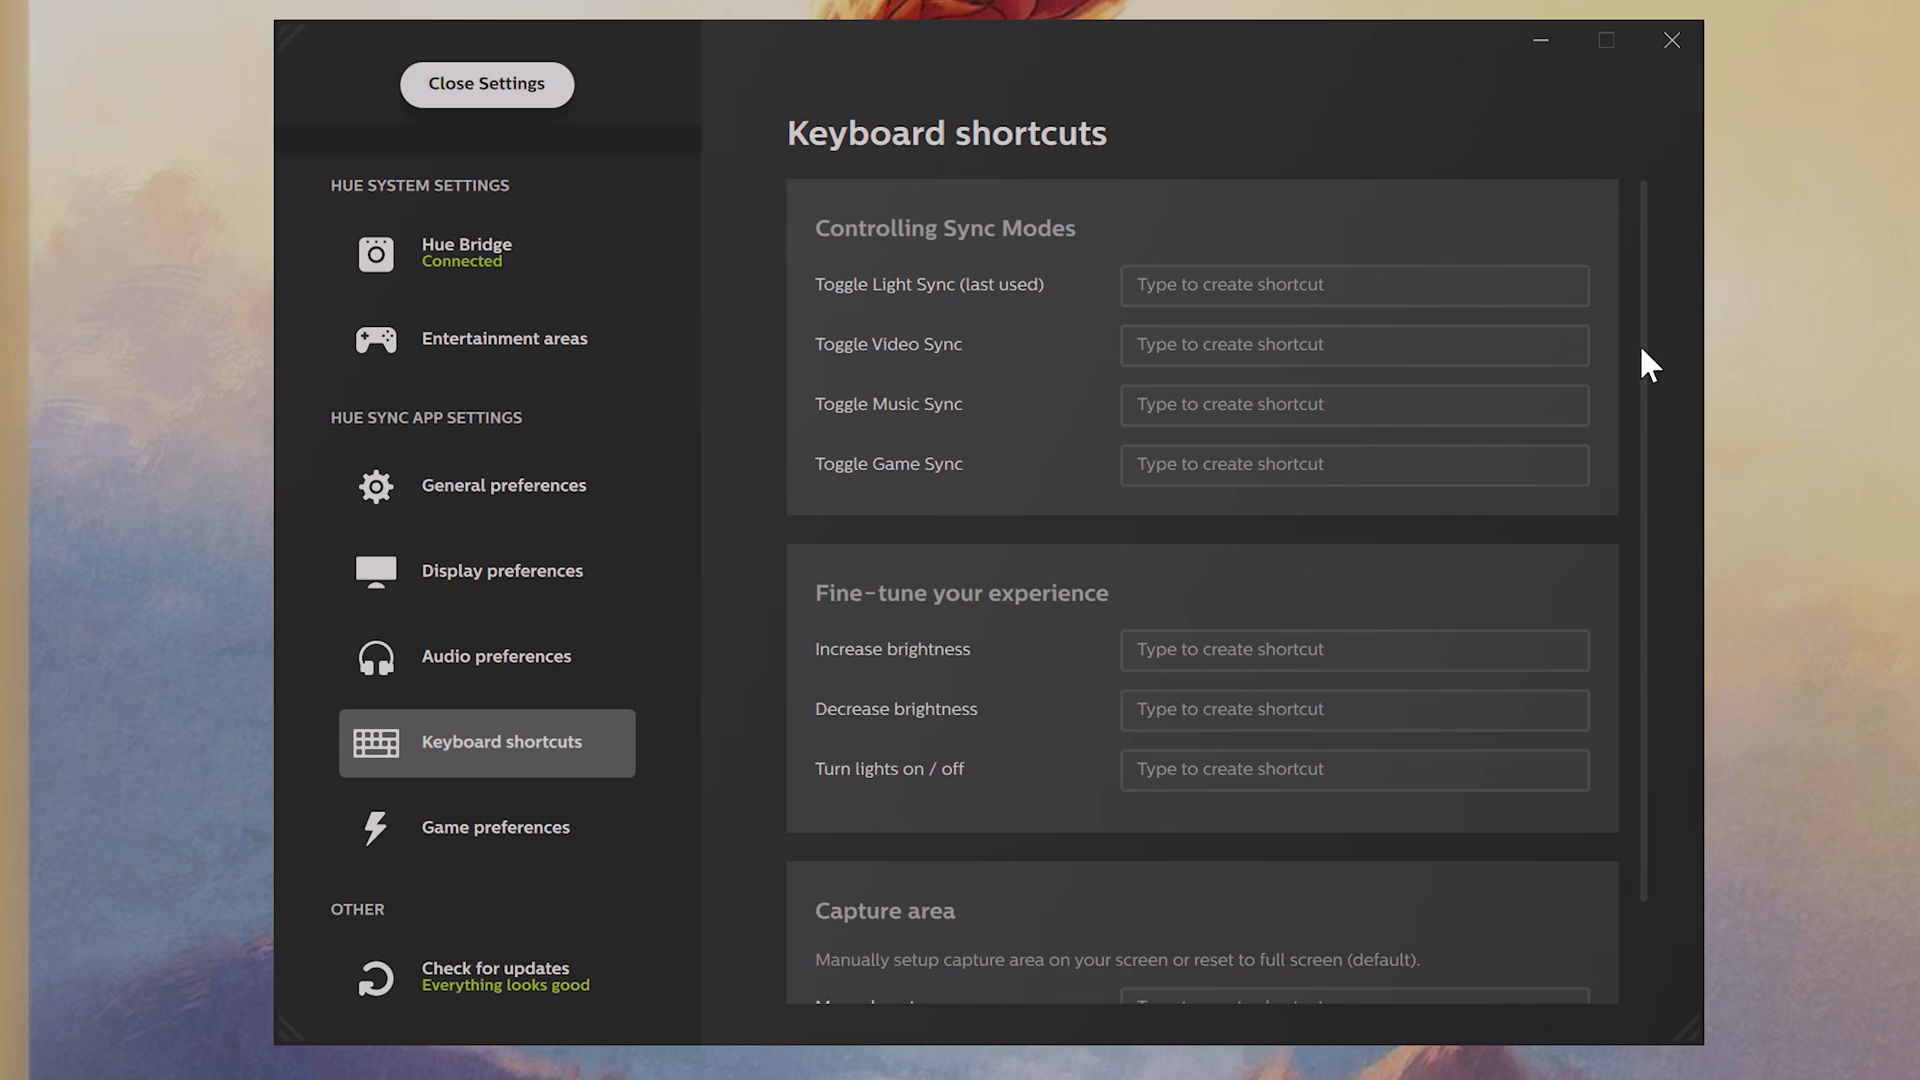 Close Settings
HUE SYSTEM SETTINGS
Hue Bridge
Connected
Entertainment areas
HUE SYNC APP SETTINGS
General preferences
Display preferences
Audio preferences
Keyboard shortcuts
Game preferences
OTHER
Check for updates
Everything looks good
Keyboard shortcuts
Controlling Sync Modes
Toggle Light Sync (last used) Type to create shortcut
Toggle Video Sync Type to create shortcut
Toggle Music Sync Type to create shortcut
Toggle Game Sync Type to create shortcut
Fine-tune your experience
Increase brightness Type to create shortcut
Decrease brightness Type to create shortcut
Turn lights on / off Type to create shortcut
Capture area
Manually setup capture area on your screen or reset to full screen (default).